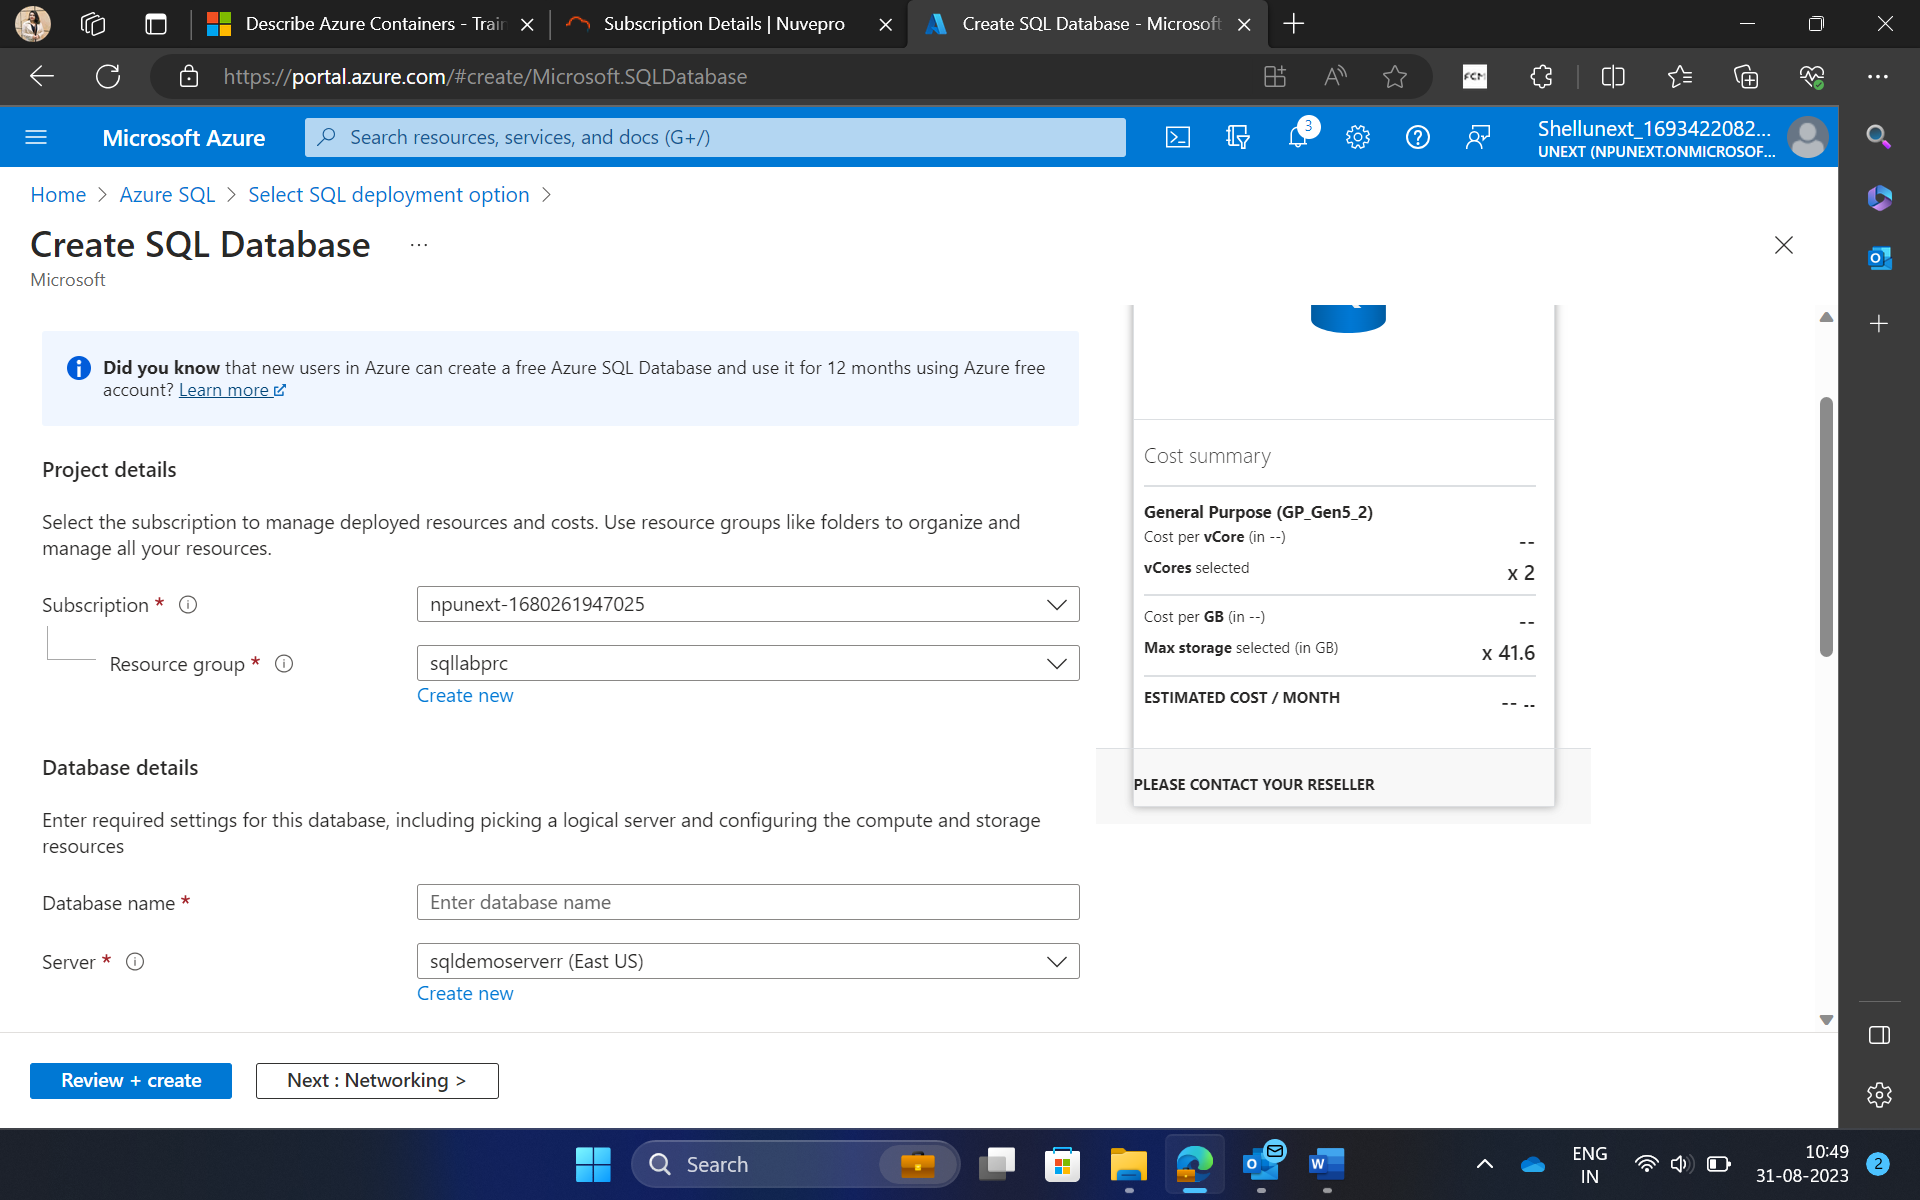 Describe Azure Containers - Train
Subscription Details | Nuvepro
Create SQL Database - Microsoft
https://portal.azure.com/#create/Microsoft.SQLDatabase
FCM
Microsoft Azure
Search resources, services, and docs (G+/)
3
Shellunext_1693422082...
UNEXT (NPUNEXT.ONMICROSOF...
Home > Azure SQL > Select SQL deployment option >
Create SQL Database ...
Microsoft
Did you know that new users in Azure can create a free Azure SQL Database and use it for 12 months using Azure free
account? Learn more
Project details
Select the subscription to manage deployed resources and costs. Use resource groups like folders to organize and
manage all your resources.
Subscription *
npunext-1680261947025
Resource group *
sqllabprc
Create new
Database details
Enter required settings for this database, including picking a logical server and configuring the compute and storage
resources
Database name *
Enter database name
Server *
sqldemoserverr (East US)
Create new
Cost summary
General Purpose (GP_Gen5_2)
Cost per vCore (in --)
--
vCores selected
x 2
Cost per GB (in --)
--
Max storage selected (in GB)
x 41.6
ESTIMATED COST / MONTH
-- --
PLEASE CONTACT YOUR RESELLER
Review + create
Next : Networking >
Search
ENG
IN
10:49
31-08-2023
2